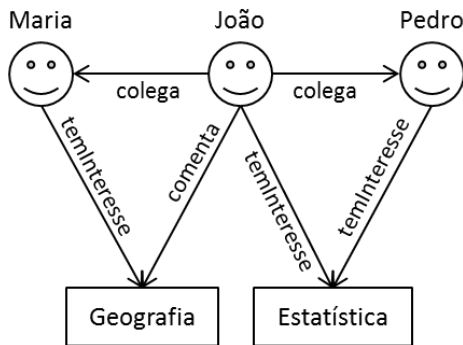 Maria
João
Pedro
colega
colega
temInteresse
comenta
temInteresse
temInteresse
Geografia
Estatística